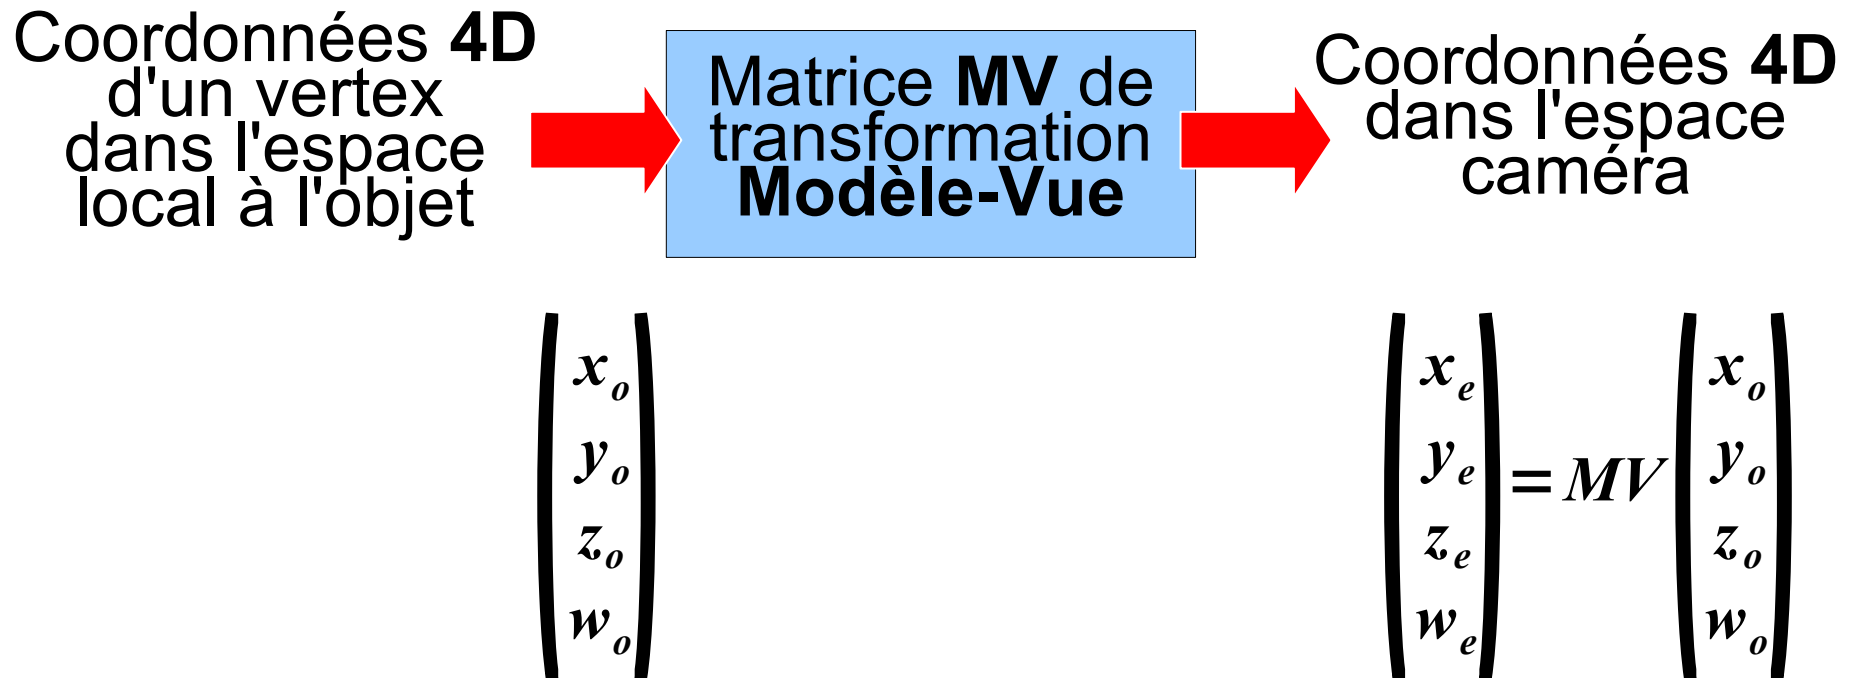 Coordonnées 4D
d'un vertex
dans l'espace
local à l'objet
Matrice MV de
transformation
Modèle-Vue
Coordonnées 4D
dans l'espace
caméra
x_o
y_o
z_o
w_o
x_e
y_e
z_e
w_e
= MV
x_o
y_o
z_o
w_o